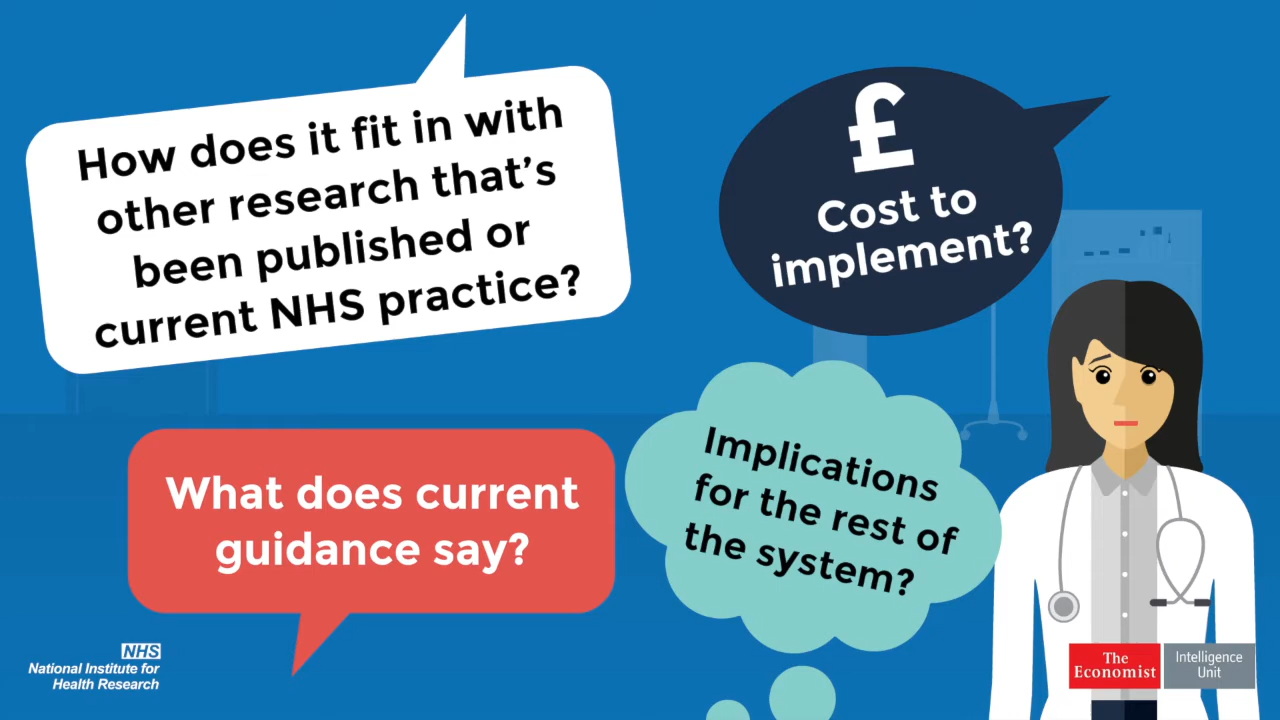 How does it fit in with
other research that's
been published or
current NHS practice?
£
Cost to
implement?
What does current
guidance say?
Implications
for the rest of
the system?
NHS
National Institute for
Health Research
The
Economist
Intelligence
Unit